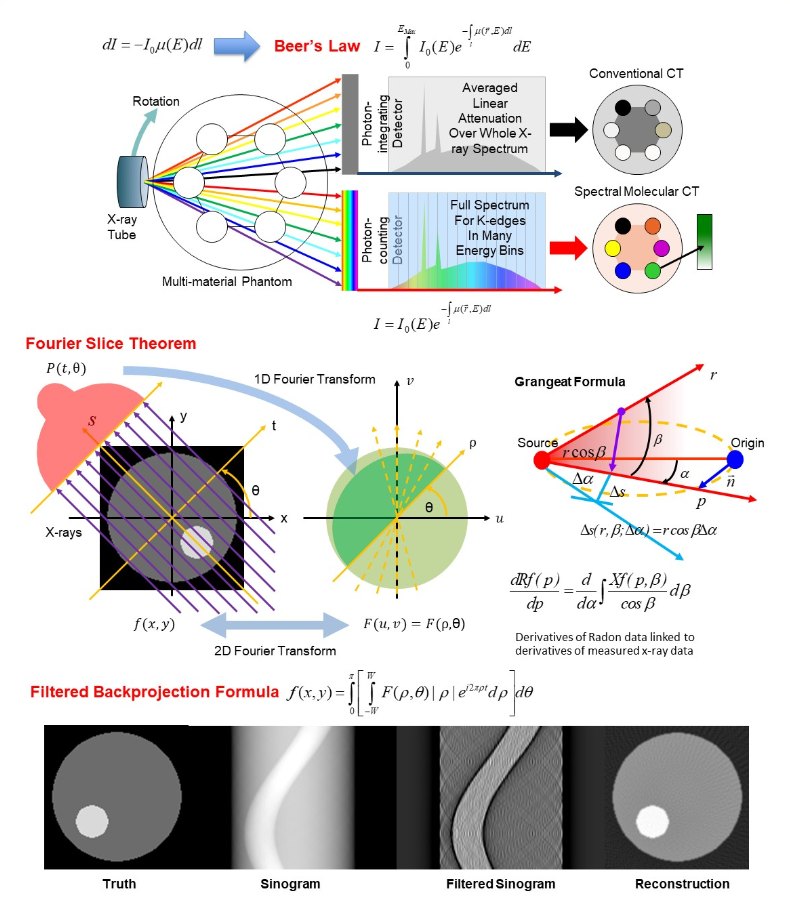 dI = −I₀μ(E)dl
Beer's Law
I = ∫₀^{E_Max} I₀(E)e^{−∫_l μ(r⃗,E)dl} dE
Rotation
X-ray
Tube
Multi-material Phantom
Photon-
integrating
Detector
Averaged
Linear
Attenuation
Over Whole X-
ray Spectrum
Conventional CT
Photon-
counting
Detector
Full Spectrum
For K-edges
In Many
Energy Bins
Spectral Molecular CT
I = I₀(E)e^{−∫_l μ(r⃗,E)dl}
Fourier Slice Theorem
P(t,θ)
s
y
t
θ
x
X-rays
f(x,y)
1D Fourier Transform
v
ρ
θ
u
F(u,v) = F(ρ,θ)
2D Fourier Transform
Grangeat Formula
r
Source
Origin
r cos β
β
α
n⃗
Δα
Δs
p
Δs(r,β;Δα) = r cos βΔα
dRf(p)/dp = d/dα ∫ Xf(p,β)/cos β dβ
Derivatives of Radon data linked to
derivatives of measured x-ray data
Filtered Backprojection Formula
f(x,y) = ∫₀^π [∫_{−W}^{W} F(ρ,θ)|ρ|e^{i2πρt}dρ]dθ
Truth
Sinogram
Filtered Sinogram
Reconstruction